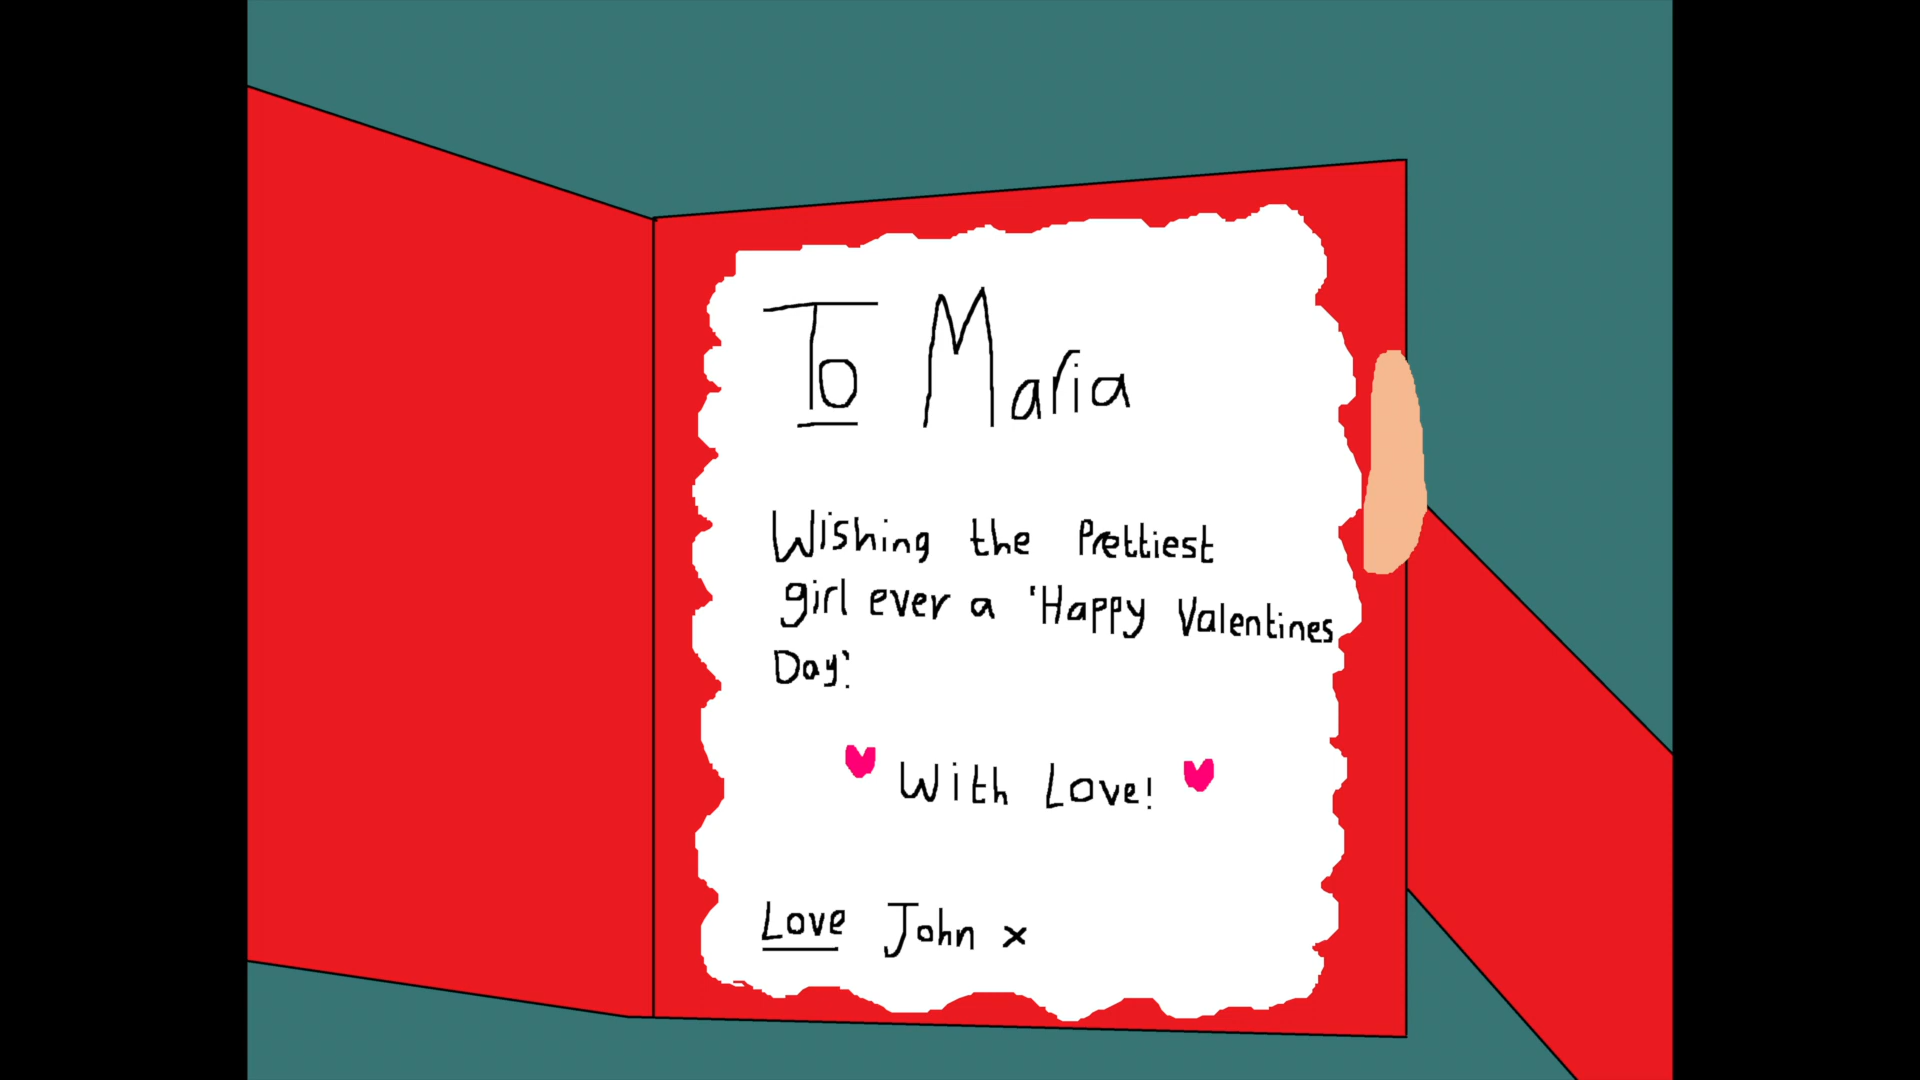 To Maria
Wishing the Prettiest
girl ever a 'Happy Valentines
Day'.
With Love!
Love John x